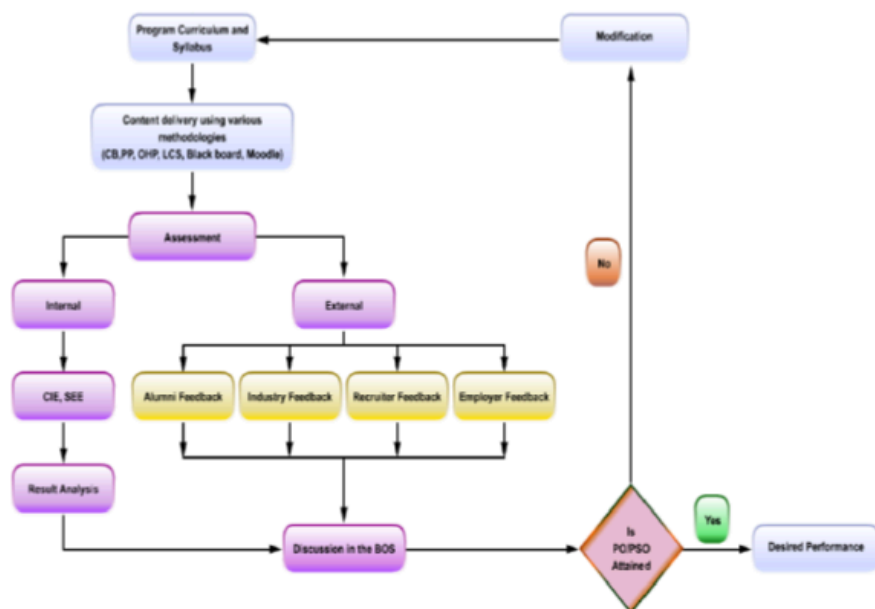 Program Curriculum and
Syllabus
Modification
Content delivery using various
methodologies
(CB,PP, OHP, LCS, Black board, Moodle)
Assessment
No
Internal
External
CIE, SEE
Alumni Feedback
Industry Feedback
Recruiter Feedback
Employer Feedback
Result Analysis
Discussion in the BOS
Is
PO/PSO
Attained
Yes
Desired Performance